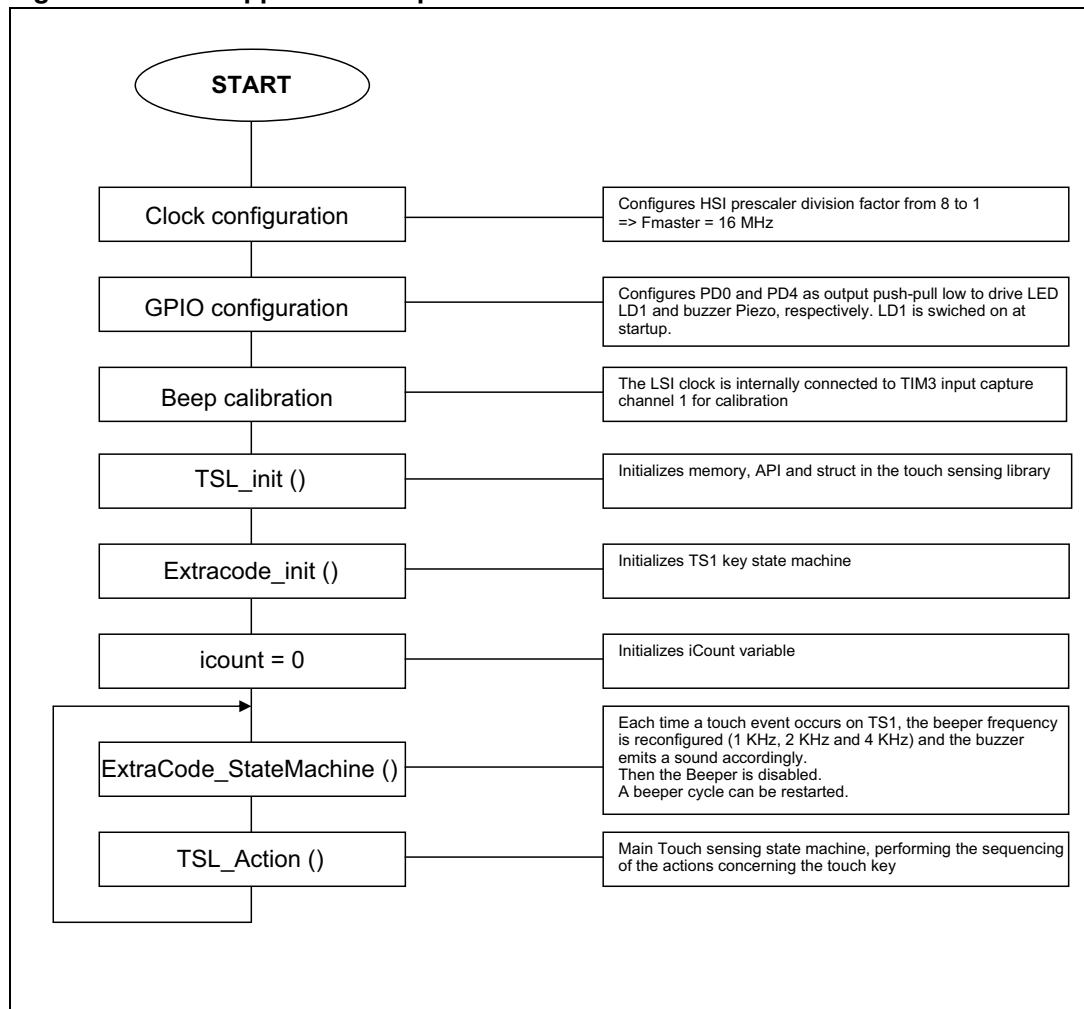 START
Clock configuration
Configures HSI prescaler division factor from 8 to 1
=> Fmaster = 16 MHz
GPIO configuration
Configures PD0 and PD4 as output push-pull low to drive LED
LD1 and buzzer Piezo, respectively. LD1 is swiched on at
startup.
Beep calibration
The LSI clock is internally connected to TIM3 input capture
channel 1 for calibration
TSL_init ()
Initializes memory, API and struct in the touch sensing library
Extracode_init ()
Initializes TS1 key state machine
icount = 0
Initializes iCount variable
ExtraCode_StateMachine ()
Each time a touch event occurs on TS1, the beeper frequency
is reconfigured (1 KHz, 2 KHz and 4 KHz) and the buzzer
emits a sound accordingly.
Then the Beeper is disabled.
A beeper cycle can be restarted.
TSL_Action ()
Main Touch sensing state machine, performing the sequencing
of the actions concerning the touch key